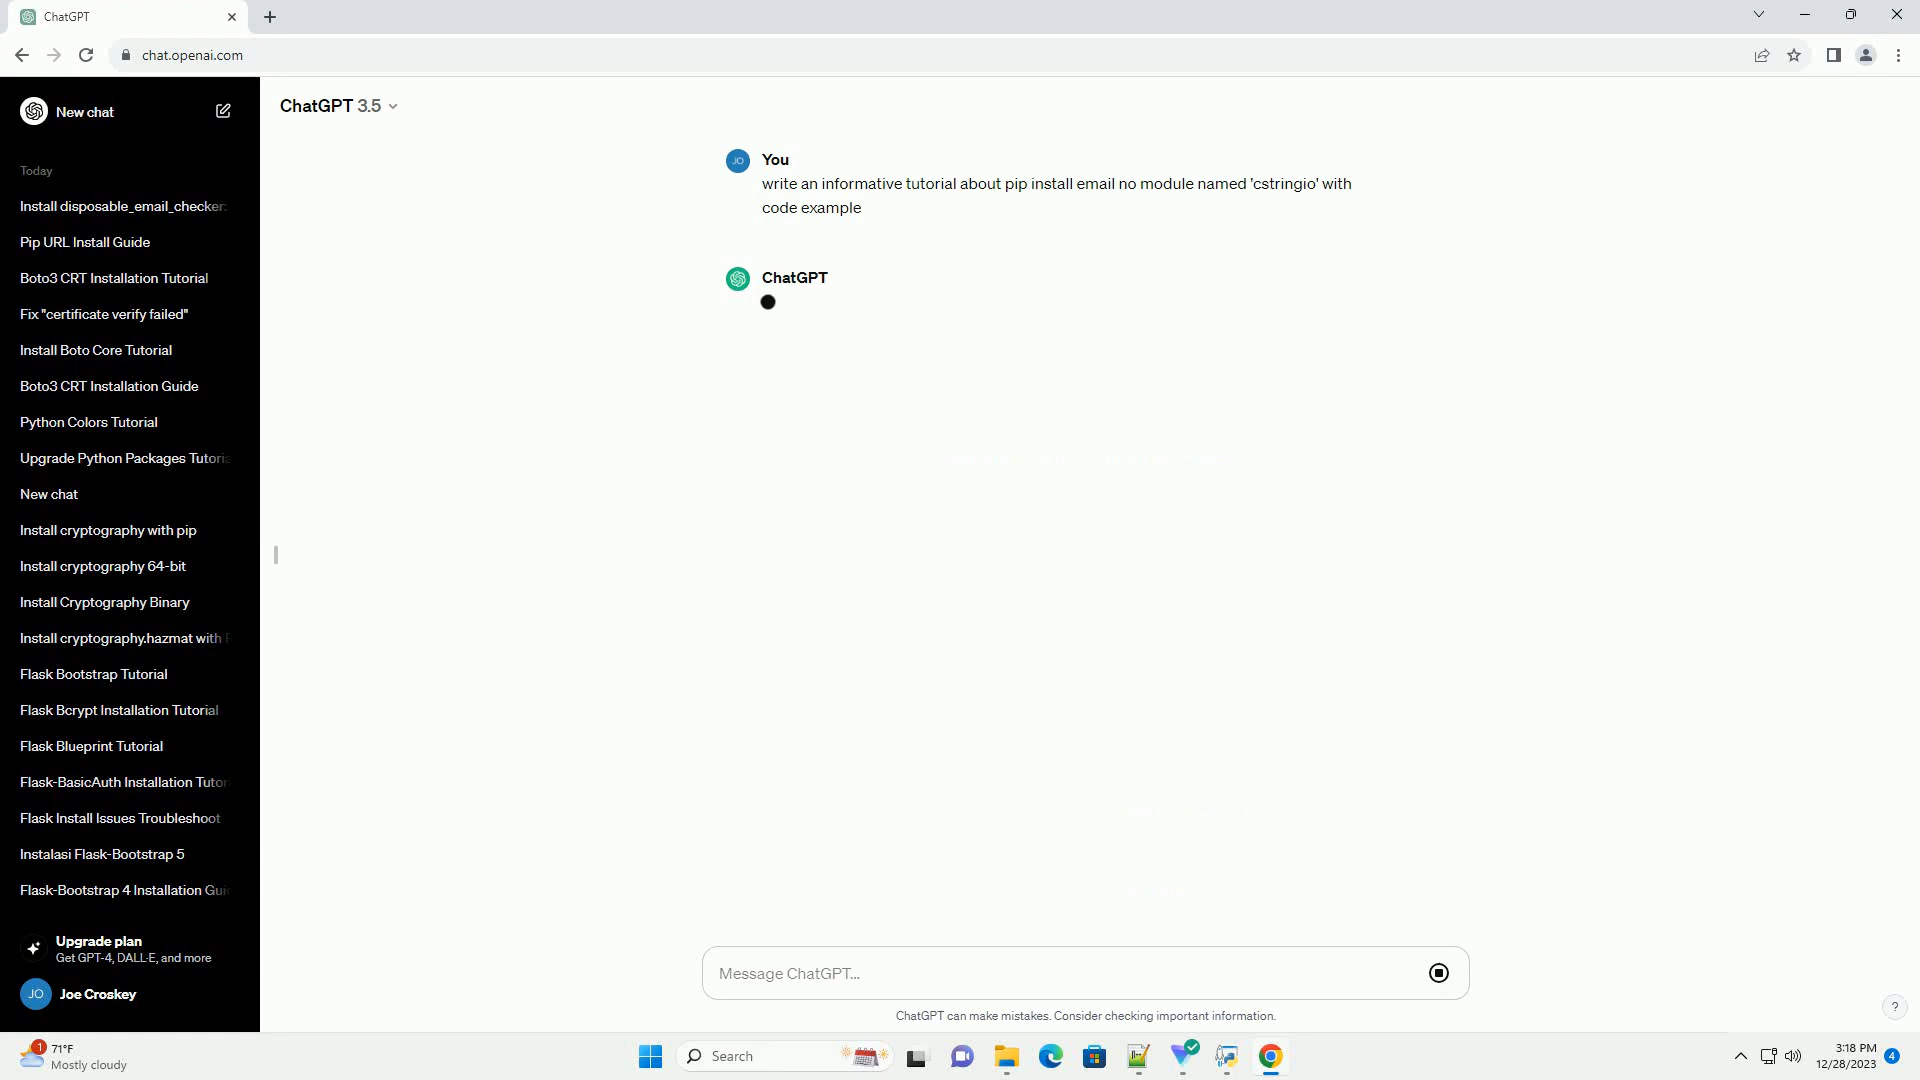 ChatGPT
chat.openai.com
New chat
Today
Install disposable_email_checker:
Pip URL Install Guide
Boto3 CRT Installation Tutorial
Fix "certificate verify failed"
Install Boto Core Tutorial
Boto3 CRT Installation Guide
Python Colors Tutorial
Upgrade Python Packages Tutoria
New chat
Install cryptography with pip
Install cryptography 64-bit
Install Cryptography Binary
Install cryptography.hazmat with P
Flask Bootstrap Tutorial
Flask Bcrypt Installation Tutorial
Flask Blueprint Tutorial
Flask-BasicAuth Installation Tutor
Flask Install Issues Troubleshoot
Instalasi Flask-Bootstrap 5
Flask-Bootstrap 4 Installation Guid
Upgrade plan
Get GPT-4, DALL·E, and more
JO Joe Croskey
ChatGPT 3.5
JO You
write an informative tutorial about pip install email no module named 'cstringio' with
code example
ChatGPT
Message ChatGPT...
ChatGPT can make mistakes. Consider checking important information.
?
1 71°F
Mostly cloudy
Search
3:18 PM
12/28/2023
4